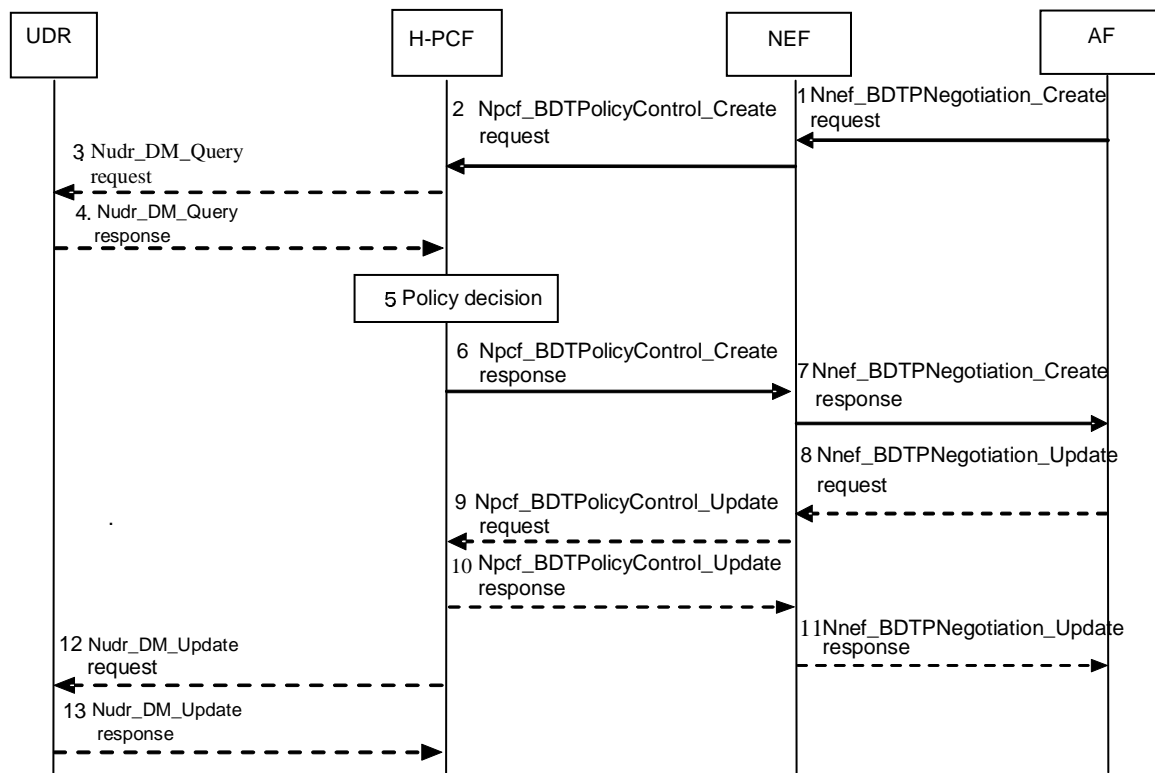 UDR
H-PCF
NEF
AF
1 Nnef_BDTPNegotiation_Create
request
2 Npcf_BDTPolicyControl_Create
request
3. Nudr_DM_Query
request
4. Nudr_DM_Query
response
5 Policy decision
6 Npcf_BDTPolicyControl_Create
response
7 Nnef_BDTPNegotiation_Create
response
8 Nnef_BDTPNegotiation_Update
request
9 Npcf_BDTPolicyControl_Update
request
.
10 Npcf_BDTPolicyControl_Update
response
11 Nnef_BDTPNegotiation_Update
response
12 Nudr_DM_Update
request
13 Nudr_DM_Update
response